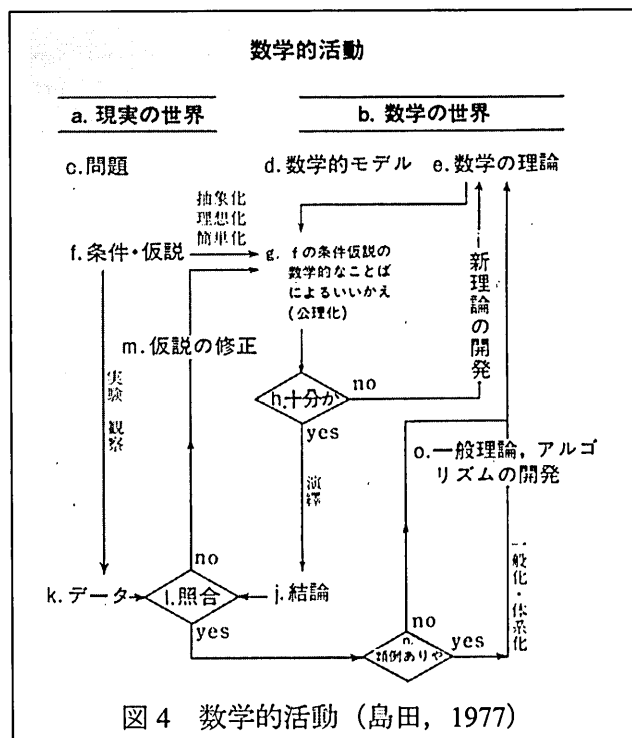 数学的活動
a. 現実の世界
b. 数学の世界
c. 問題
d. 数学的モデル
e. 数学の理論
抽象化
理想化
簡単化
f. 条件・仮説
g. fの条件仮説の
数学的なことば
によるいいかえ
(公理化)
i 新理論の開発
m. 仮説の修正
実験 観察
h. 十分か
no
yes
演繹
o. 一般理論, アルゴ
リズムの開発
一般化・体系化
no
k. データ
l. 照合
j. 結論
yes
no
n.
類例ありや
yes
図4 数学的活動 (島田, 1977)